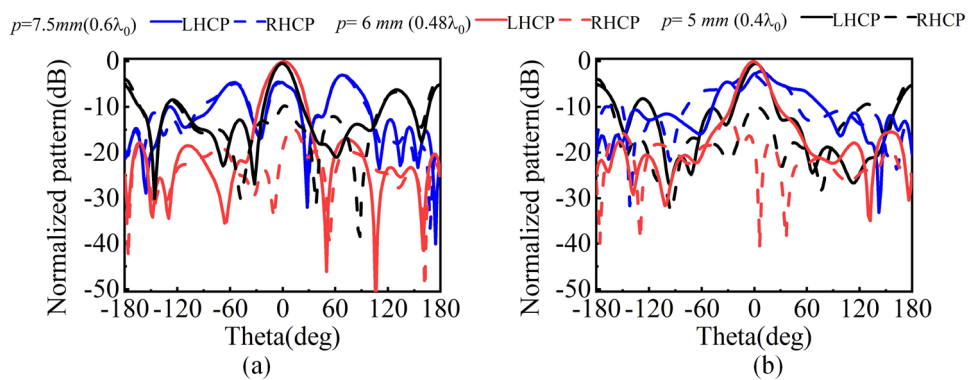 p=7.5mm(0.6λ0) LHCP RHCP p= 6 mm (0.48λ0) LHCP RHCP p= 5 mm (0.4λ0) LHCP RHCP
Normalized pattern(dB)
0
-10
-20
-30
-40
-50
-180 -120 -60 0 60 120 180
Theta(deg)
(a)
Normalized pattern(dB)
0
-10
-20
-30
-40
-50
-180 -120 -60 0 60 120 180
Theta(deg)
(b)